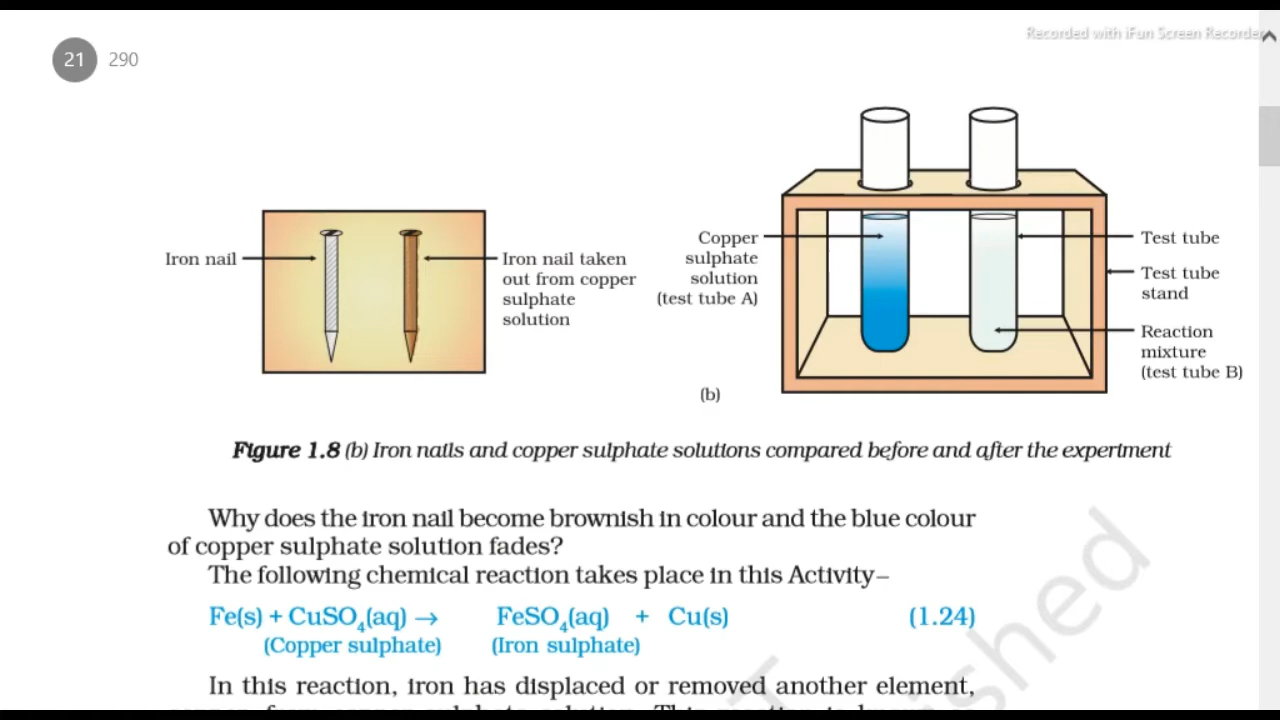 Recorded with iFun Screen Recorder
21 290
Iron nail
Iron nail taken
out from copper
sulphate
solution
Copper
sulphate
solution
(test tube A)
Test tube
Test tube
stand
Reaction
mixture
(test tube B)
(b)
Figure 1.8 (b) Iron nails and copper sulphate solutions compared before and after the experiment
Why does the iron nail become brownish in colour and the blue colour
of copper sulphate solution fades?
The following chemical reaction takes place in this Activity–
Fe(s) + CuSO₄(aq) → FeSO₄(aq) + Cu(s) (1.24)
(Copper sulphate) (Iron sulphate)
In this reaction, iron has displaced or removed another element,